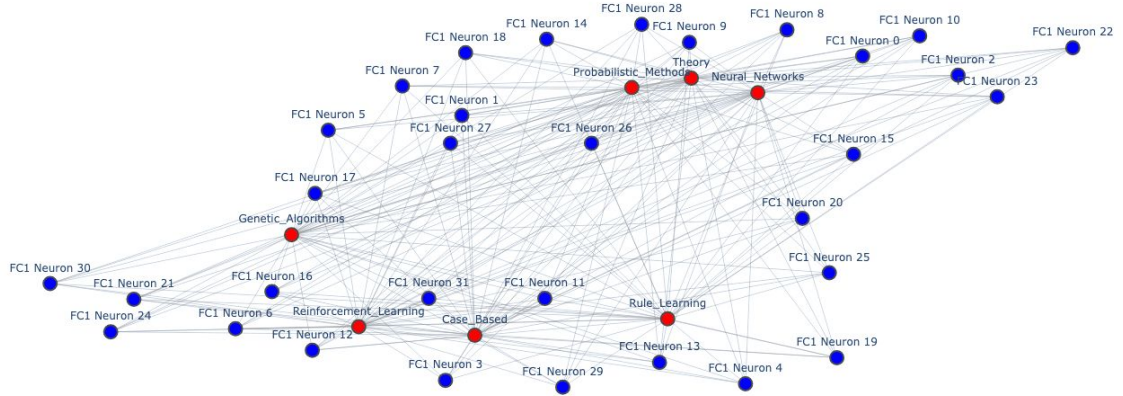 FC1 Neuron 28
FC1 Neuron 8
FC1 Neuron 10
FC1 Neuron 14
FC1 Neuron 9
FC1 Neuron 22
FC1 Neuron 18
FC1 Neuron 0
FC1 Neuron 2
Theory
FC1 Neuron 7
Probabilistic_Methods
Neural_Networks
FC1 Neuron 23
FC1 Neuron 1
FC1 Neuron 5
FC1 Neuron 27
FC1 Neuron 26
FC1 Neuron 15
FC1 Neuron 17
FC1 Neuron 20
Genetic_Algorithms
FC1 Neuron 25
FC1 Neuron 30
FC1 Neuron 21
FC1 Neuron 16
FC1 Neuron 31
FC1 Neuron 11
Rule_Learning
FC1 Neuron 24
FC1 Neuron 6
Reinforcement_Learning
Case_Based
FC1 Neuron 12
FC1 Neuron 13
FC1 Neuron 19
FC1 Neuron 3
FC1 Neuron 29
FC1 Neuron 4